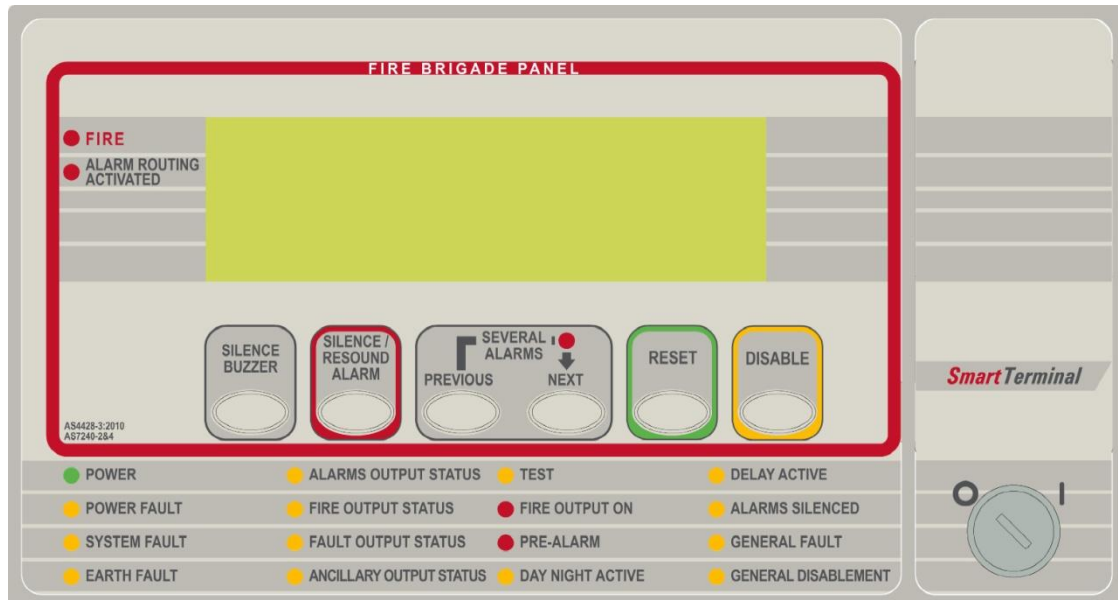 FIRE BRIGADE PANEL
FIRE
ALARM ROUTING
ACTIVATED
SILENCE
BUZZER
SILENCE /
RESOUND
ALARM
SEVERAL
ALARMS
PREVIOUS
NEXT
RESET
DISABLE
AS4428-3:2010
AS7240-2&4
SmartTerminal
POWER
ALARMS OUTPUT STATUS
TEST
DELAY ACTIVE
POWER FAULT
FIRE OUTPUT STATUS
FIRE OUTPUT ON
ALARMS SILENCED
SYSTEM FAULT
FAULT OUTPUT STATUS
PRE-ALARM
GENERAL FAULT
EARTH FAULT
ANCILLARY OUTPUT STATUS
DAY NIGHT ACTIVE
GENERAL DISABLEMENT
O
I